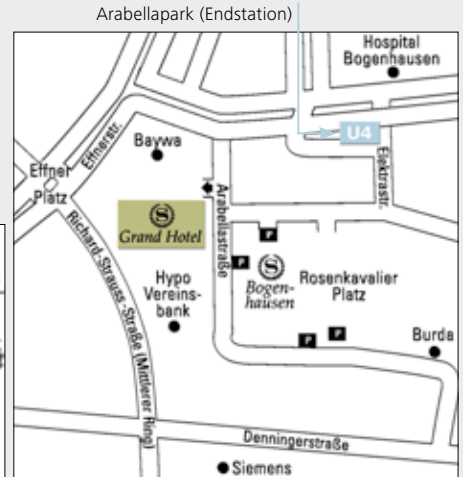 Arabellapark (Endstation)
Hospital
Bogenhausen
U4
Effnerstr.
Baywa
Elektrastr.
Effner
Platz
Arabellastraße
S
Grand Hotel
P
Richard-Strauss-Straße (Mittlerer Ring)
P
S
Bogen-
hausen
Rosenkavalier
Platz
Hypo
Vereins-
bank
P
P
Burda
Denningerstraße
Siemens